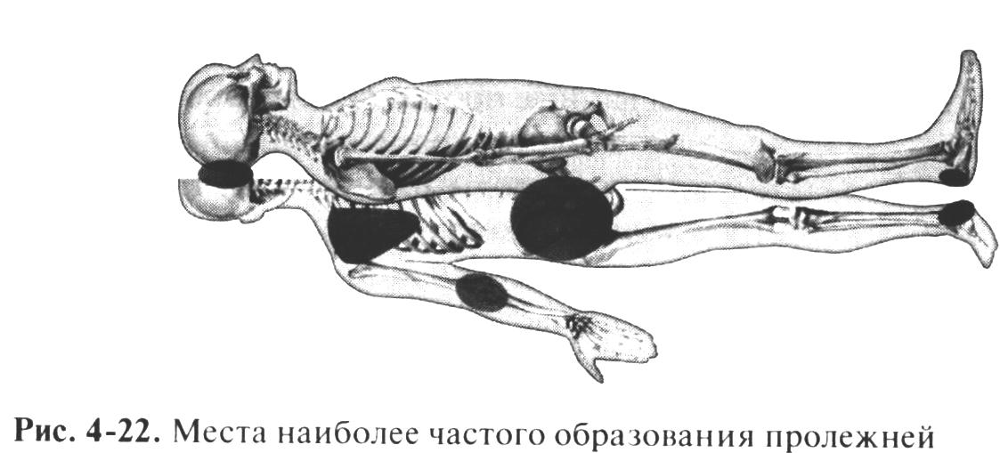 Рис. 4-22. Места наиболее частого образования пролежней